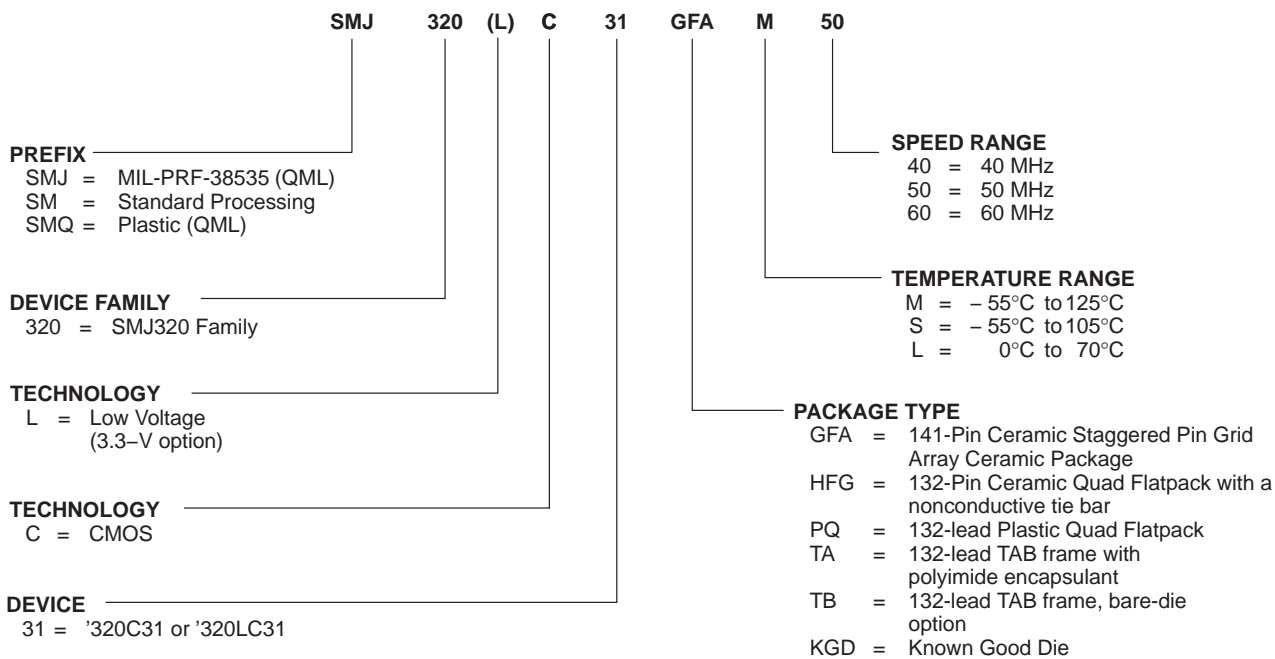 SMJ 320 (L) C 31 GFA M 50
PREFIX
SMJ = MIL-PRF-38535 (QML)
SM = Standard Processing
SMQ = Plastic (QML)
DEVICE FAMILY
320 = SMJ320 Family
TECHNOLOGY
L = Low Voltage
(3.3−V option)
TECHNOLOGY
C = CMOS
DEVICE
31 = ’320C31 or ’320LC31
SPEED RANGE
40 = 40 MHz
50 = 50 MHz
60 = 60 MHz
TEMPERATURE RANGE
M = − 55°C to 125°C
S = − 55°C to 105°C
L = 0°C to 70°C
PACKAGE TYPE
GFA = 141-Pin Ceramic Staggered Pin Grid
Array Ceramic Package
HFG = 132-Pin Ceramic Quad Flatpack with a
nonconductive tie bar
PQ = 132-lead Plastic Quad Flatpack
TA = 132-lead TAB frame with
polyimide encapsulant
TB = 132-lead TAB frame, bare-die
option
KGD = Known Good Die